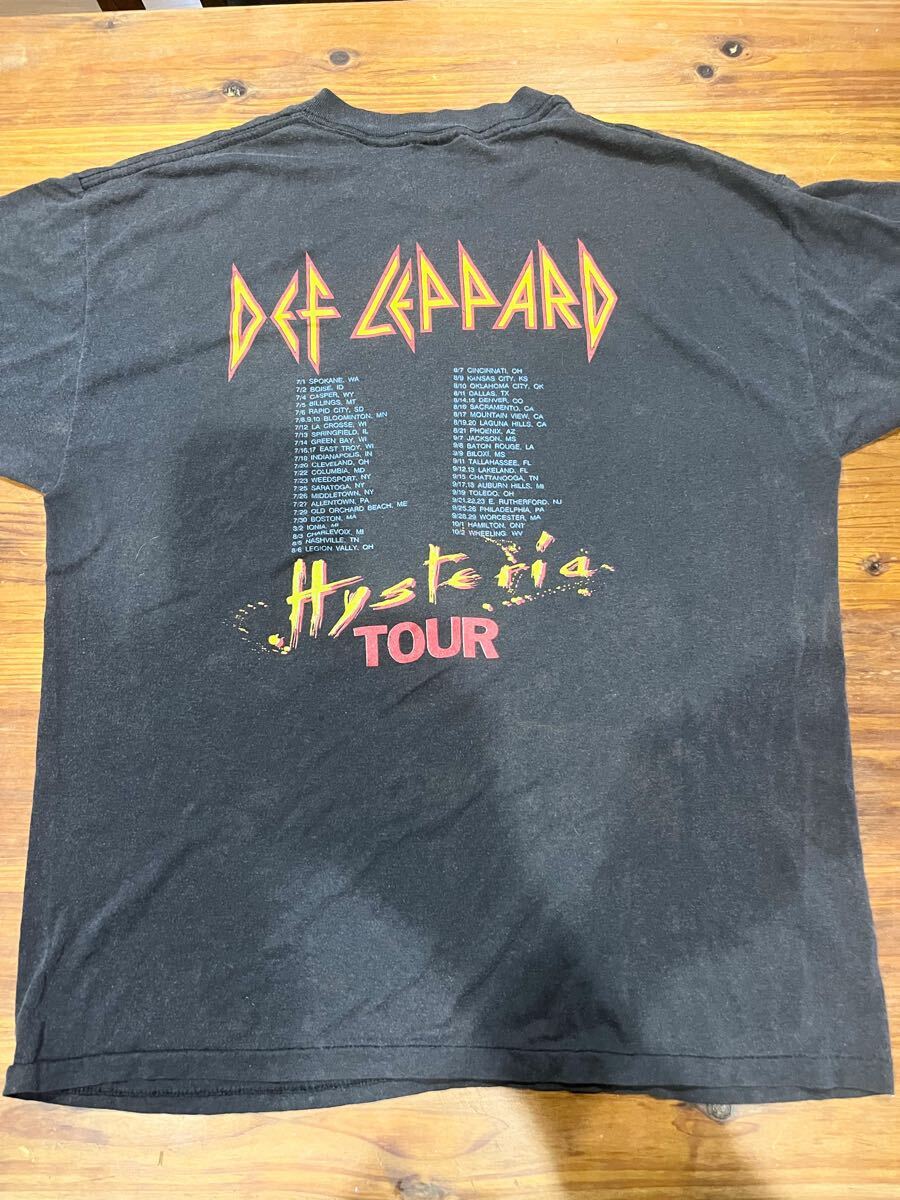 DEF LEPPARD
7/1 SPOKANE, WA
7/2 BOISE, ID
7/4 CASPER, WY
7/5 BILLINGS, MT
7/6 RAPID CITY, SD
7/8,9,10 BLOOMINTON, MN
7/12 LA CROSSE, WI
7/13 SPRINGFIELD, IL
7/14 GREEN BAY, WI
7/16,17 EAST TROY, WI
7/18 INDIANAPOLIS, IN
7/20 CLEVELAND, OH
7/22 COLUMBIA, MD
7/23 WEEDSPORT, NY
7/25 SARATOGA, NY
7/26 MIDDLETOWN, NY
7/27 ALLENTOWN, PA
7/29 OLD ORCHARD BEACH, ME
7/30 BOSTON, MA
8/2 IONIA, MI
8/3 CHARLEVOIX, MI
8/5 NASHVILLE, TN
8/6 LEGION VALLY, OH
8/7 CINCINNATI, OH
8/9 KANSAS CITY, KS
8/10 OKLAHOMA CITY, OK
8/11 DALLAS, TX
8/14,15 DENVER, CO
8/16 SACRAMENTO, CA
8/17 MOUNTAIN VIEW, CA
8/19,20 LAGUNA HILLS, CA
8/21 PHOENIX, AZ
9/7 JACKSON, MS
9/8 BATON ROUGE, LA
9/9 BILOXI, MS
9/11 TALLAHASSEE, FL
9/12,13 LAKELAND, FL
9/15 CHATTANOOGA, TN
9/17,18 AUBURN HILLS, MI
9/19 TOLEDO, OH
9/21,22,23 E. RUTHERFORD, NJ
9/25,26 PHILADELPHIA, PA
9/28,29 WORCESTER, MA
10/1 HAMILTON, ONT
10/2 WHEELING, WV
Hysteria
TOUR